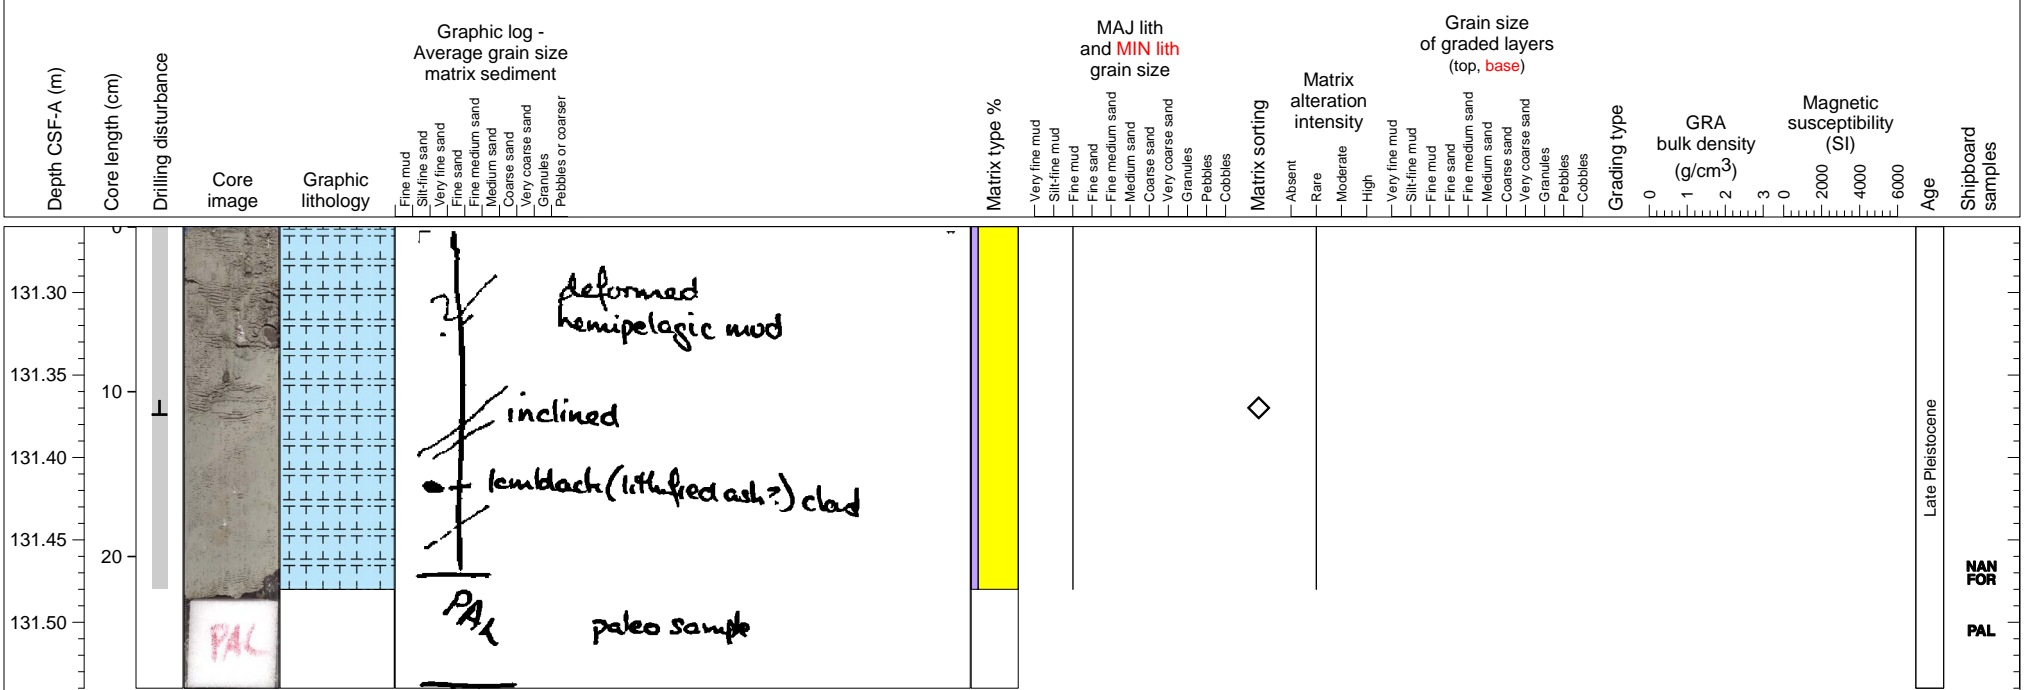 Depth CSF-A (m)
Core length (cm)
Drilling disturbance
Core
image
Graphic
lithology
Graphic log -
Average grain size
matrix sediment
Fine mud
Silt-fine sand
Very fine sand
Fine sand
Fine medium sand
Medium sand
Coarse sand
Very coarse sand
Granules
Pebbles or coarser
Matrix type %
MAJ lith
and MIN lith
grain size
Very fine mud
Silt-fine mud
Fine mud
Fine sand
Fine medium sand
Medium sand
Coarse sand
Very coarse sand
Granules
Pebbles
Cobbles
Matrix sorting
Matrix
alteration
intensity
Absent
Rare
Moderate
High
Grain size
of graded layers
(top, base)
Very fine mud
Silt-fine mud
Fine mud
Fine sand
Fine medium sand
Medium sand
Coarse sand
Very coarse sand
Granules
Pebbles
Cobbles
Grading type
GRA
bulk density
(g/cm3)
0 1 2 3
Magnetic
susceptibility
(SI)
0 2000 4000 6000
Age
Shipboard
samples
0
131.30
131.35
10
131.40
131.45
20
131.50
?
deformed
hemipelagic mud
inclined
(lithified ash?)
PAL
paleo sample
PAL
Late Pleistocene
NAN
FOR
PAL